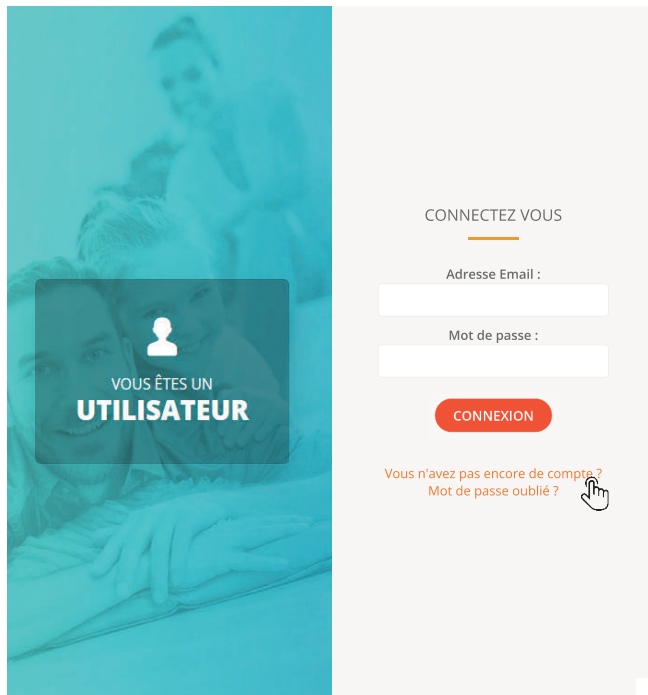 VOUS ÊTES UN
UTILISATEUR
CONNECTEZ VOUS
Adresse Email :
Mot de passe :
CONNEXION
Vous n'avez pas encore de compte ?
Mot de passe oublié ?